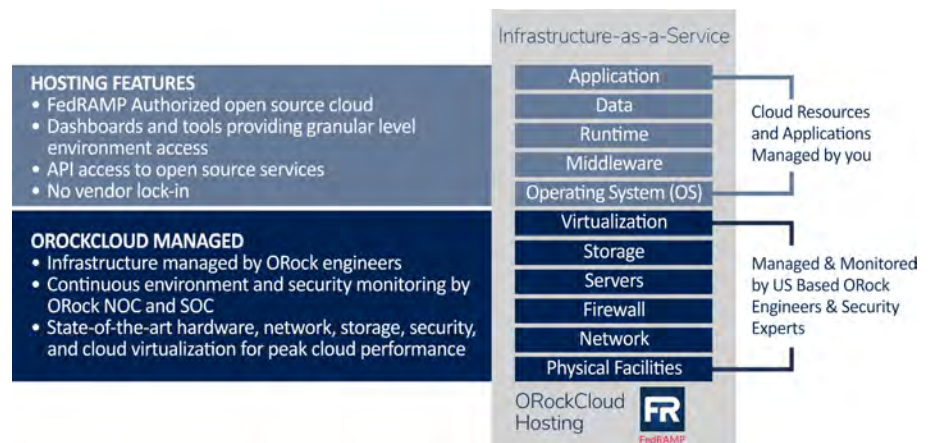 Infrastructure-as-a-Service
HOSTING FEATURES
• FedRAMP Authorized open source cloud
• Dashboards and tools providing granular level
environment access
• API access to open source services
• No vendor lock-in
OROCKCLOUD MANAGED
• Infrastructure managed by ORock engineers
• Continuous environment and security monitoring by
ORock NOC and SOC
• State-of-the-art hardware, network, storage, security,
and cloud virtualization for peak cloud performance
Application
Data
Runtime
Middleware
Operating System (OS)
Virtualization
Storage
Servers
Firewall
Network
Physical Facilities
Cloud Resources
and Applications
Managed by you
Managed & Monitored
by US Based ORock
Engineers & Security
Experts
ORockCloud
Hosting
FR
FedRAMP